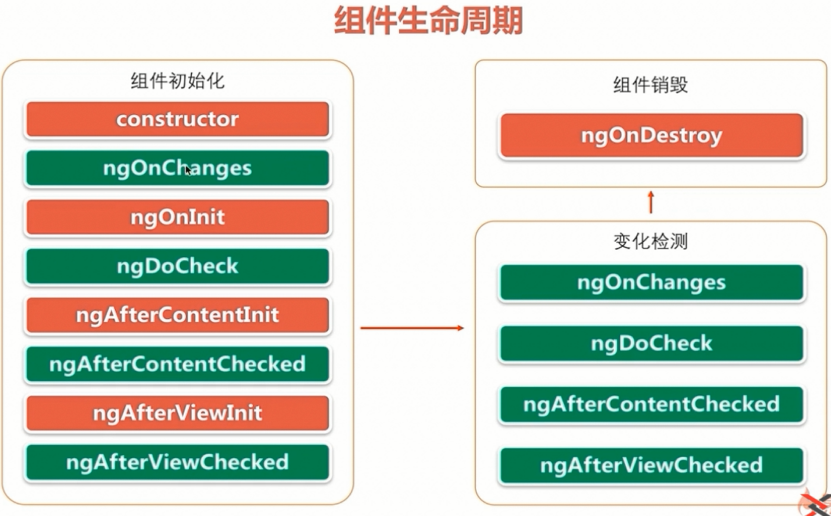 组件生命周期
组件初始化
constructor
ngOnChanges
ngOnInit
ngDoCheck
ngAfterContentInit
ngAfterContentChecked
ngAfterViewInit
ngAfterViewChecked
组件销毁
ngOnDestroy
变化检测
ngOnChanges
ngDoCheck
ngAfterContentChecked
ngAfterViewChecked